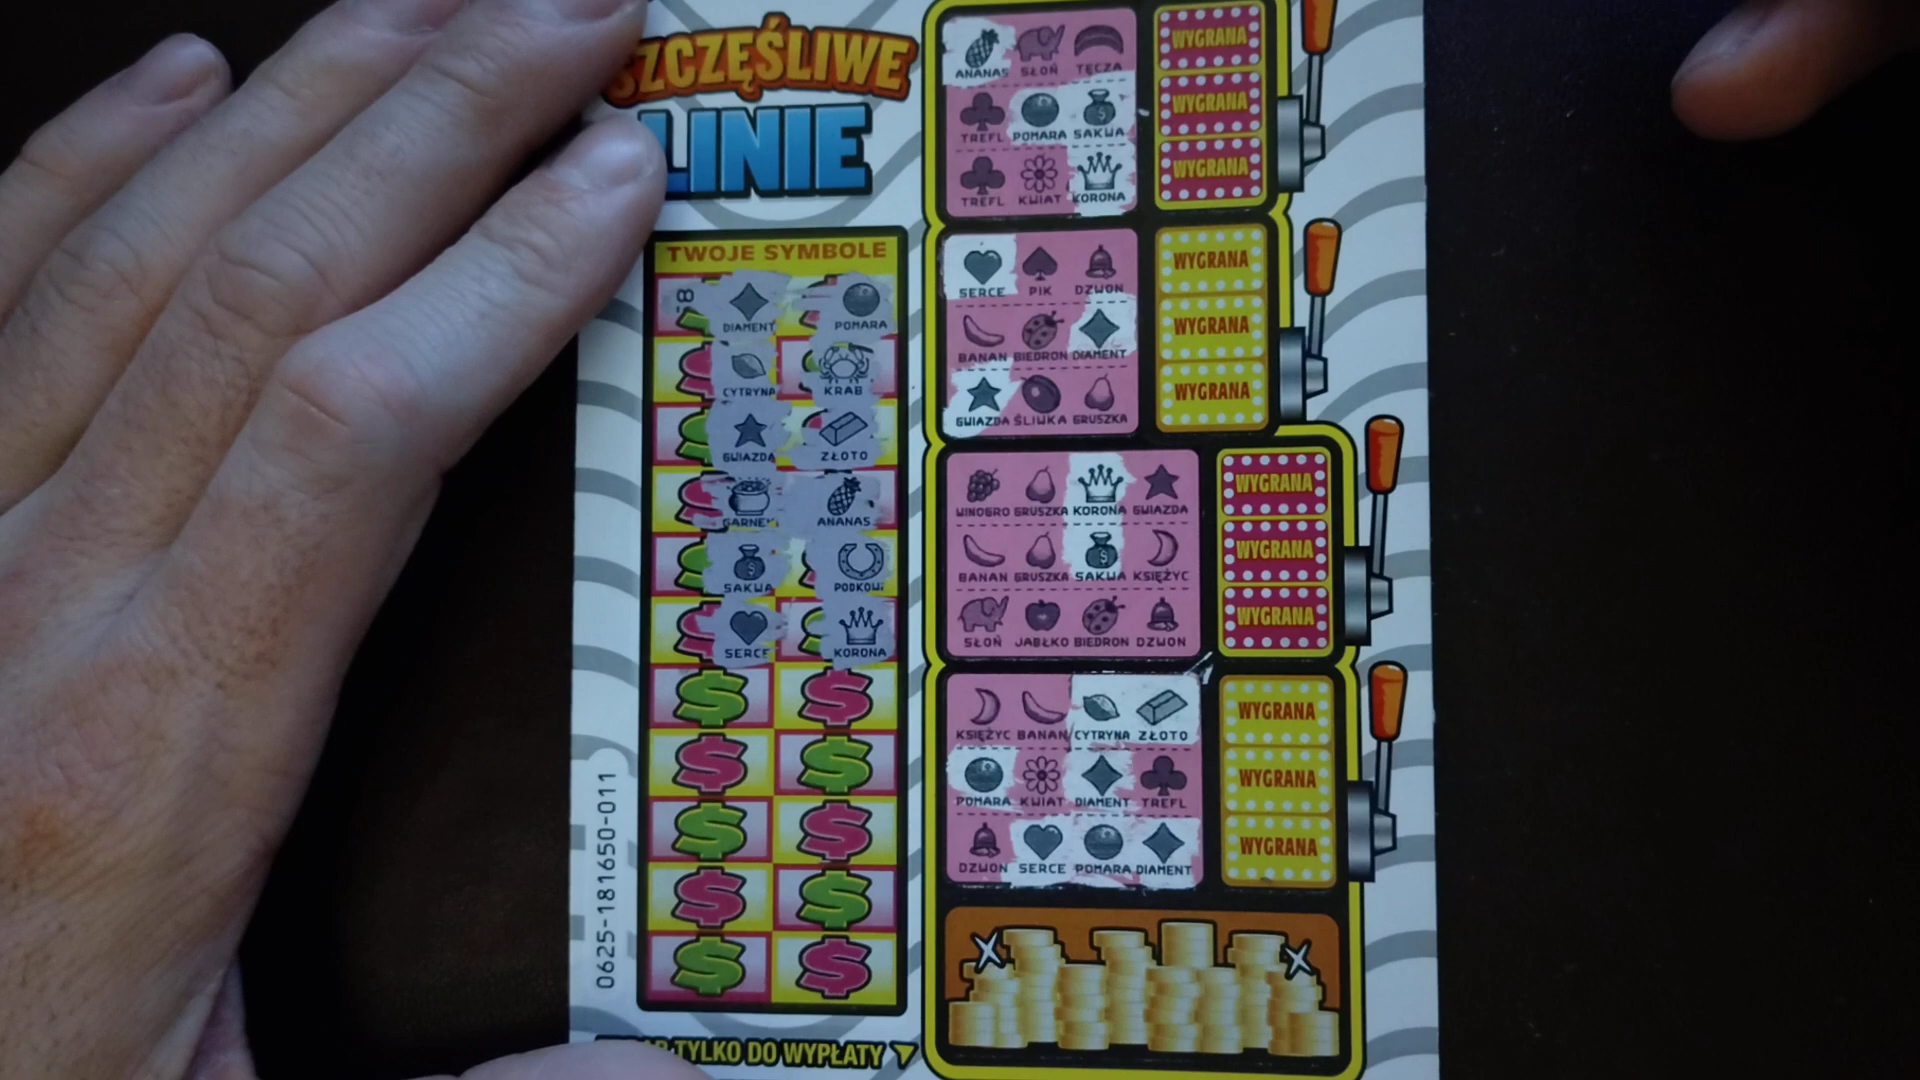 SZCZĘŚLIWE
LINIE
TWOJE SYMBOLE
8
DIAMENT POMARA
CYTRYNA KRAB
GWIAZDA ZŁOTO
GARNEK ANANAS
SAKWA PODKOW
SERCE KORONA
0625-181650-011
TYLKO DO WYPŁATY
ANANAS SŁOŃ TĘCZA
WYGRANA
TREFL POMARA SAKWA
WYGRANA
TREFL KWIAT KORONA
WYGRANA
SERCE PIK DZWON
WYGRANA
BANAN BIEDRON DIAMENT
WYGRANA
GWIAZDA ŚLIWKA GRUSZKA
WYGRANA
WINOGRO GRUSZKA KORONA GWIAZDA
WYGRANA
BANAN GRUSZKA SAKWA KSIĘŻYC
WYGRANA
SŁOŃ JABŁKO BIEDRON DZWON
WYGRANA
KSIĘŻYC BANAN CYTRYNA ZŁOTO
WYGRANA
POMARA KWIAT DIAMENT TREFL
WYGRANA
DZWON SERCE POMARA DIAMENT
WYGRANA